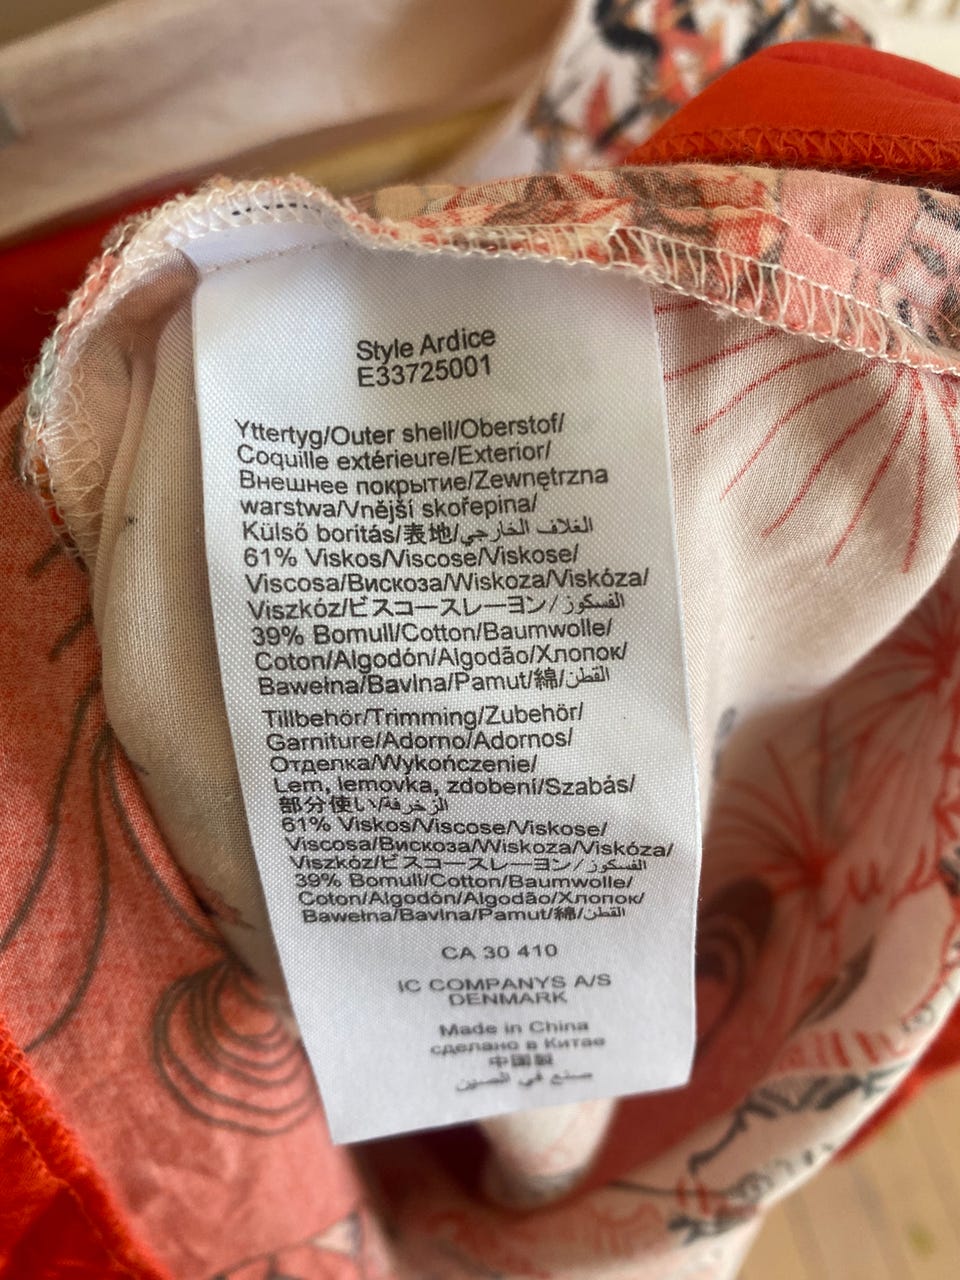 Style Ardice
E33725001
Yttertyg/Outer shell/Oberstof/
Coquille extérieure/Exterior/
Внешнее покрытие/Zewnętrzna
warstwa/Vnější skořepina/
Külső borítás/表地/الغلاف الخارجي
61% Viskos/Viscose/Viskose/
Viscosa/Вискоза/Wiskoza/Viskóza/
Viszkóz/ビスコースレーヨン/الفسكوز
39% Bomull/Cotton/Baumwolle/
Coton/Algodón/Algodão/Хлопок/
Bawełna/Bavlna/Pamut/綿/القطن
Tillbehör/Trimming/Zubehör/
Garniture/Adorno/Adornos/
Отделка/Wykończenie/
Lem, lemovka, zdobení/Szabás/
部分使い/الزخرفة
61% Viskos/Viscose/Viskose/
Viscosa/Вискоза/Wiskoza/Viskóza/
Viszkóz/ビスコースレーヨン/الفسكوز
39% Bomull/Cotton/Baumwolle/
Coton/Algodón/Algodão/Хлопок/
Bawełna/Bavlna/Pamut/綿/القطن
CA 30 410
IC COMPANYS A/S
DENMARK
Made in China
сделано в Китае
中国製
صنع في الصين